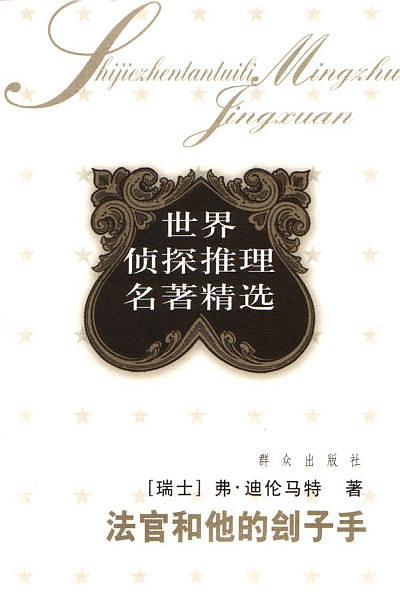 Shijiezhentantuili Mingzhu
Jingxuan
世界
侦探推理
名著精选
群众出版社
[瑞士] 弗·迪伦马特 著
法官和他的刽子手